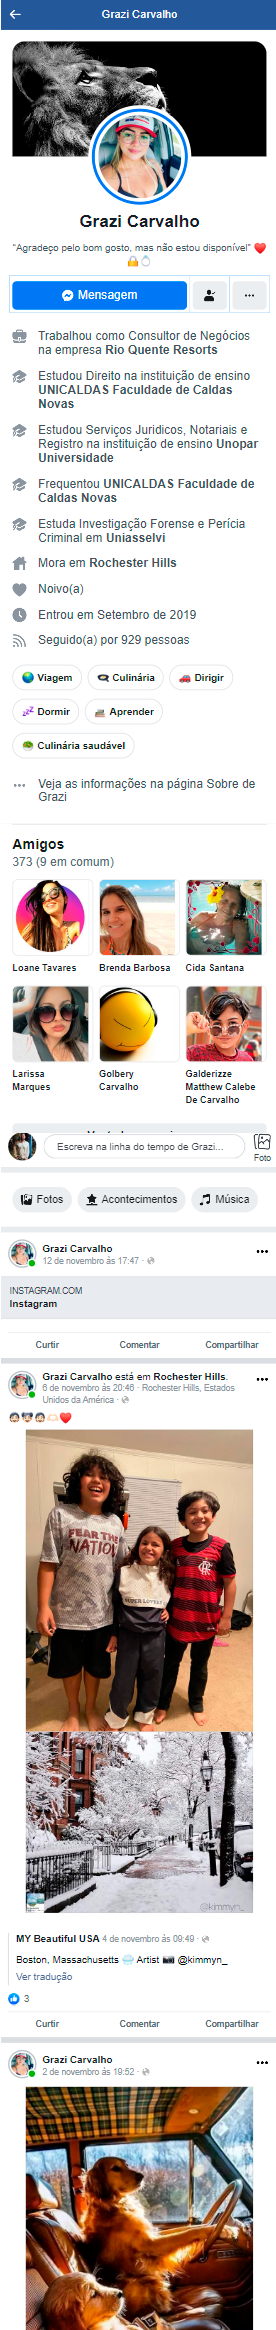 Grazi Carvalho
Grazi Carvalho
"Agradeço pelo bom gosto, mas não estou disponível" ❤️
🔒💍
Mensagem
Trabalhou como Consultor de Negócios
na empresa Rio Quente Resorts
Estudou Direito na instituição de ensino
UNICALDAS Faculdade de Caldas
Novas
Estudou Serviços Juridicos, Notariais e
Registro na instituição de ensino Unopar
Universidade
Frequentou UNICALDAS Faculdade de
Caldas Novas
Estuda Investigação Forense e Perícia
Criminal em Uniasselvi
Mora em Rochester Hills
Noivo(a)
Entrou em Setembro de 2019
Seguido(a) por 929 pessoas
Viagem Culinária Dirigir
Dormir Aprender
Culinária saudável
Veja as informações na página Sobre de
Grazi
Amigos
373 (9 em comum)
Loane Tavares Brenda Barbosa Cida Santana
Larissa Marques
Golbery Carvalho
Galderizze Matthew Calebe De Carvalho
Escreva na linha do tempo de Grazi...
Foto
Fotos Acontecimentos Música
Grazi Carvalho
12 de novembro às 17:47 ·
INSTAGRAM.COM
Instagram
Curtir Comentar Compartilhar
Grazi Carvalho está em Rochester Hills.
6 de novembro às 20:46 · Rochester Hills, Estados
Unidos da América ·
FEAR THE
NATION
MY Beautiful USA 4 de novembro às 09:49 ·
Boston, Massachusetts 🌨️ Artist 📷 @kimmyn_
Ver tradução
@kimmyn_
3
Curtir Comentar Compartilhar
Grazi Carvalho
2 de novembro às 19:52 ·